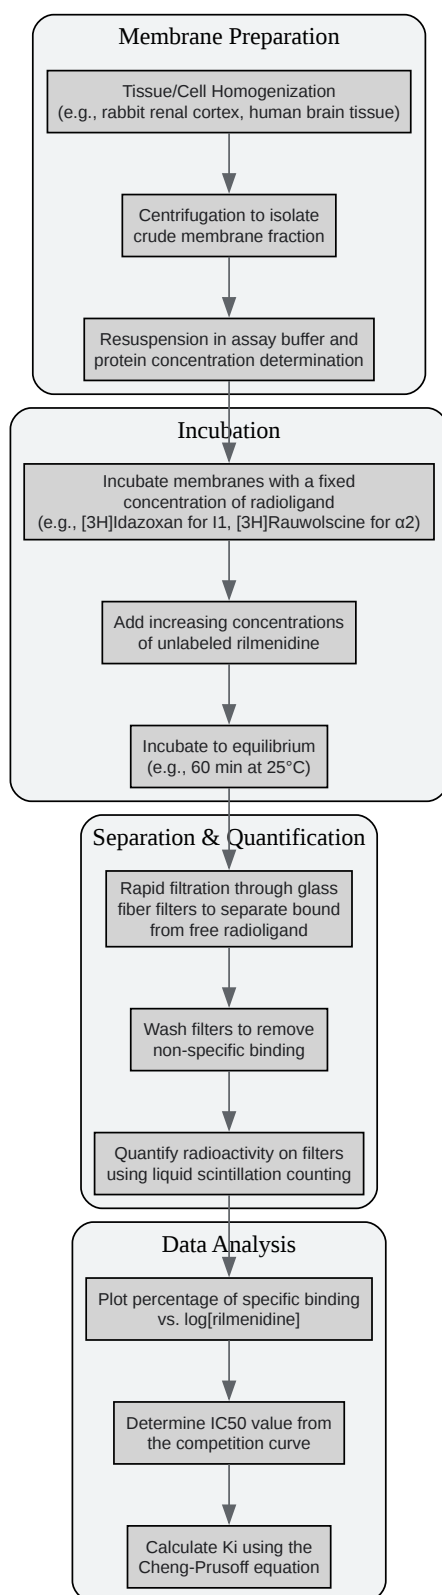 Membrane Preparation
Tissue/Cell Homogenization
(e.g., rabbit renal cortex, human brain tissue)
Centrifugation to isolate
crude membrane fraction
Resuspension in assay buffer and
protein concentration determination
Incubation
Incubate membranes with a fixed
concentration of radioligand
(e.g., [3H]Idazoxan for I1, [3H]Rauwolscine for α2)
Add increasing concentrations
of unlabeled rilmenidine
Incubate to equilibrium
(e.g., 60 min at 25°C)
Separation & Quantification
Rapid filtration through glass
fiber filters to separate bound
from free radioligand
Wash filters to remove
non-specific binding
Quantify radioactivity on filters
using liquid scintillation counting
Data Analysis
Plot percentage of specific binding
vs. log[rilmenidine]
Determine IC50 value from
the competition curve
Calculate Ki using the
Cheng-Prusoff equation